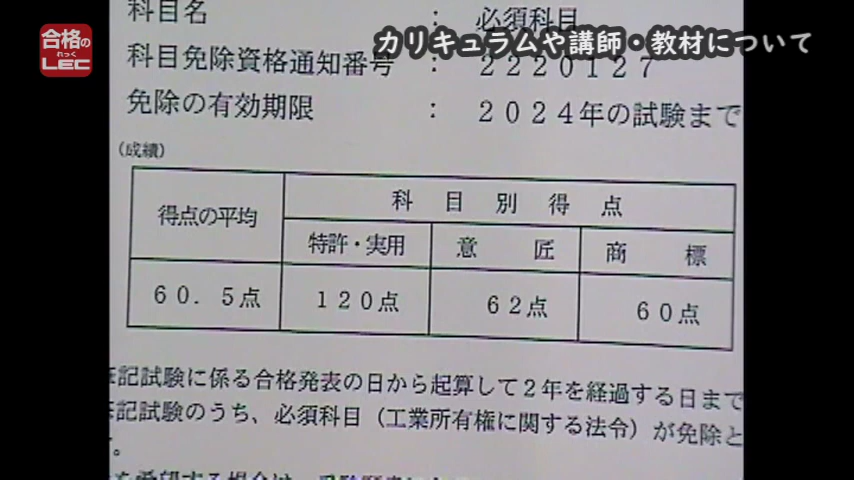 科目名 : 必須科目
合格の
れっく
LEC
カリキュラムや講師・教材について
科目免除資格通知番号 : 2220127
免除の有効期限 : 2024年の試験まで
(成績)
得点の平均
科目別得点
特許・実用 意匠 商標
60.5点 120点 62点 60点
記試験に係る合格発表の日から起算して2年を経過する日まで
記試験のうち、必須科目(工業所有権に関する法令)が免除と
。